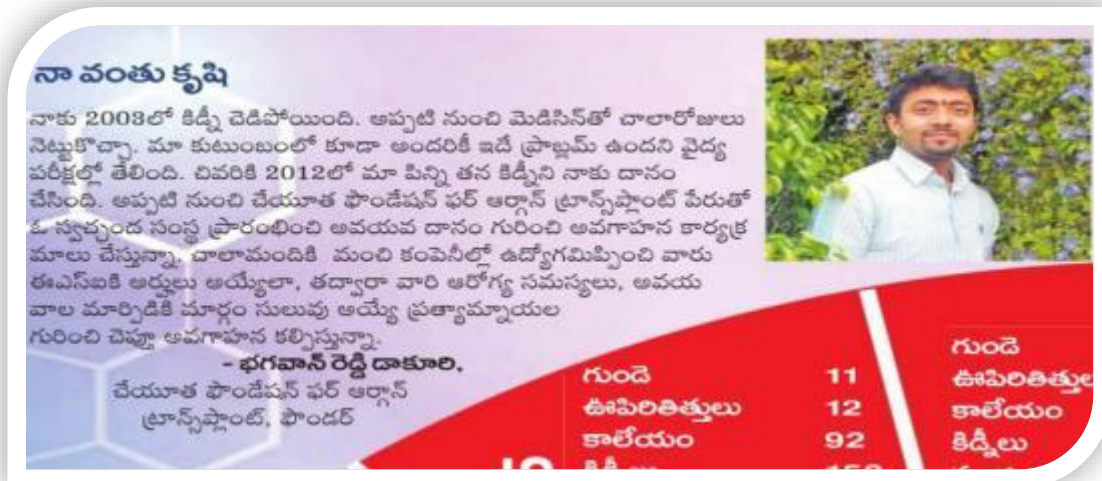 నా వంతు కృషి
నాకు 2003లో కిడ్నీ చెడిపోయింది. అప్పటి నుంచి మెడిసిన్‌తో చాలారోజులు
నెట్టుకొచ్చా. మా కుటుంబంలో కూడా అందరికీ ఇదే ప్రాబ్లమ్ ఉందని వైద్య
పరీక్షల్లో తేలింది. చివరికి 2012లో మా పిన్ని తన కిడ్నీని నాకు దానం
చేసింది. అప్పటి నుంచి చేయూత ఫౌండేషన్ ఫర్ ఆర్గాన్ ట్రాన్స్‌ప్లాంట్ పేరుతో
ఓ స్వచ్ఛంద సంస్థ ప్రారంభించి అవయవ దానం గురించి అవగాహన కార్యక్ర
మాలు చేస్తున్నా. చాలామందికి మంచి కంపెనీల్లో ఉద్యోగమిప్పించి వారు
ఈఎస్ఐకి అర్హులు అయ్యేలా, తద్వారా వారి ఆరోగ్య సమస్యలు, అవయ
వాల మార్పిడికి మార్గం సులువు అయ్యే ప్రత్యామ్నాయల
గురించి చెప్తూ అవగాహన కల్పిస్తున్నా.
- భగవాన్ రెడ్డి డాకూరి.
చేయూత ఫౌండేషన్ ఫర్ ఆర్గాన్
ట్రాన్స్‌ప్లాంట్, ఫౌండర్
గుండె 11
ఊపిరితిత్తులు 12
కాలేయం 92
గుండె
కాలేయం
కిడ్నీలు